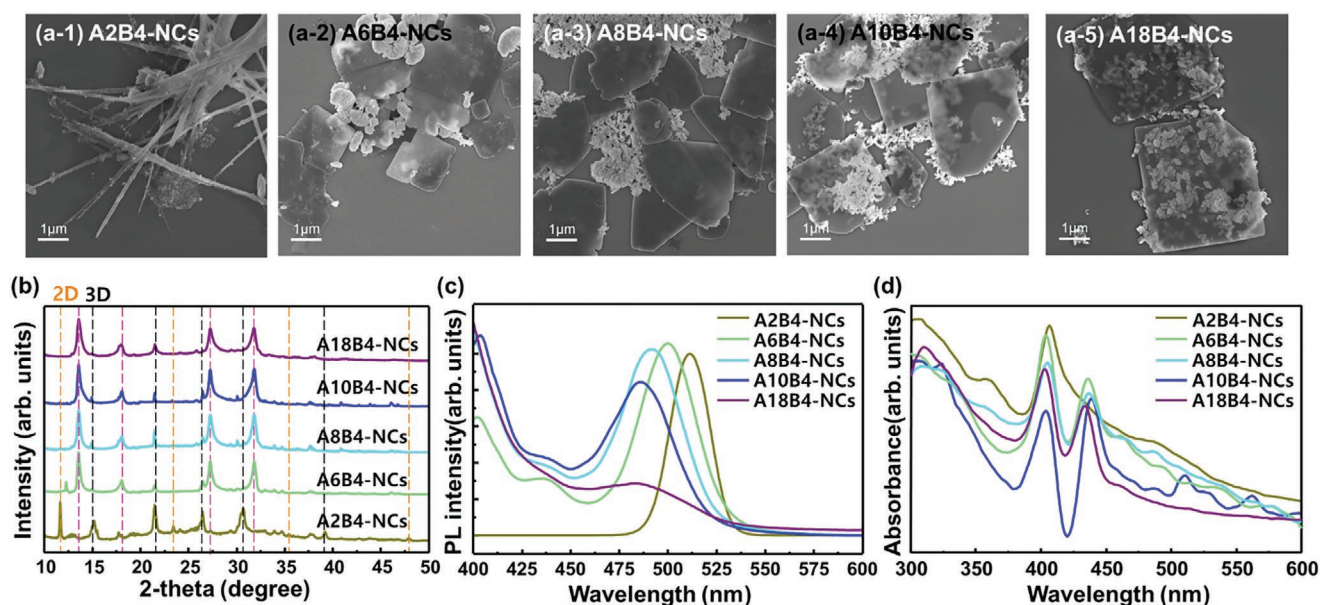 (a-1) A2B4-NCs
(a-2) A6B4-NCs
(a-3) A8B4-NCs
(a-4) A10B4-NCs
(a-5) A18B4-NCs
1μm
1μm
1μm
1μm
1μm
(b)
2D
3D
A18B4-NCs
A10B4-NCs
A8B4-NCs
A6B4-NCs
A2B4-NCs
Intensity (arb. units)
10 15 20 25 30 35 40 45 50
2-theta (degree)
(c)
A2B4-NCs
A6B4-NCs
A8B4-NCs
A10B4-NCs
A18B4-NCs
PL intensity(arb. units)
400 425 450 475 500 525 550 575 600
Wavelength (nm)
(d)
A2B4-NCs
A6B4-NCs
A8B4-NCs
A10B4-NCs
A18B4-NCs
Absorbance(arb. units)
300 350 400 450 500 550 600
Wavelength (nm)